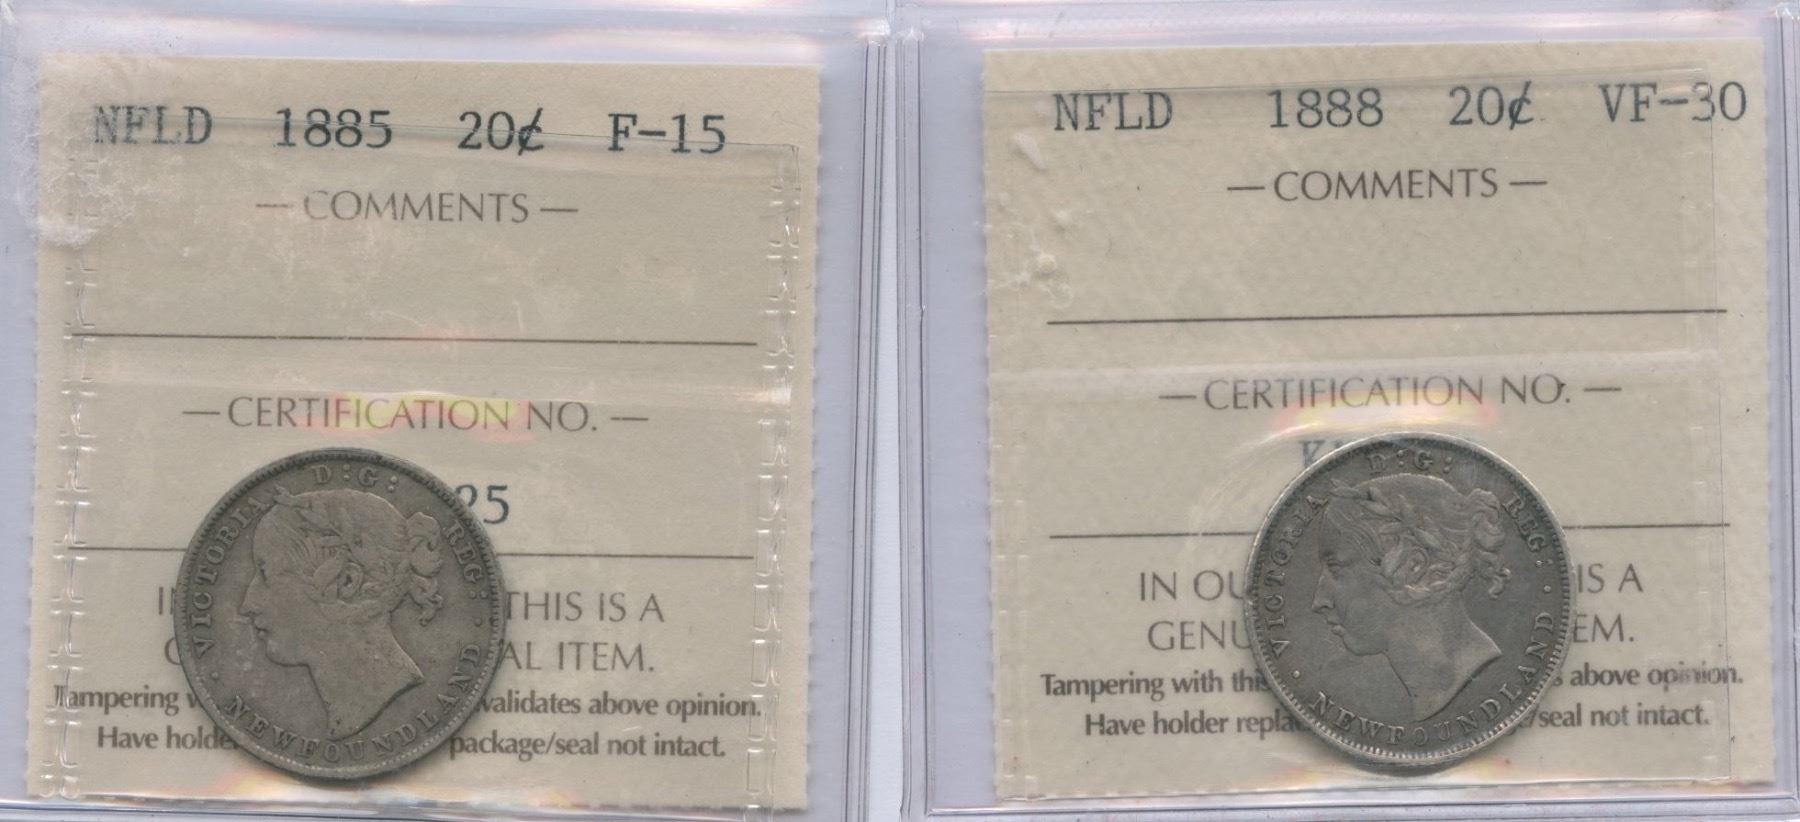 NFLD 1885 20¢ F-15
— COMMENTS —
— CERTIFICATION NO. —
25
THIS IS A
AL ITEM.
Tampering validates above opinion.
Have holde package/seal not intact.
VICTORIA D:G: REG:
NEWFOUNDLAND
NFLD 1888 20¢ VF-30
— COMMENTS —
— CERTIFICATION NO. —
IN OU IS A
GENU EM.
Tampering with this above opinion.
Have holder repla /seal not intact.
VICTORIA D:G: REG:
NEWFOUNDLAND